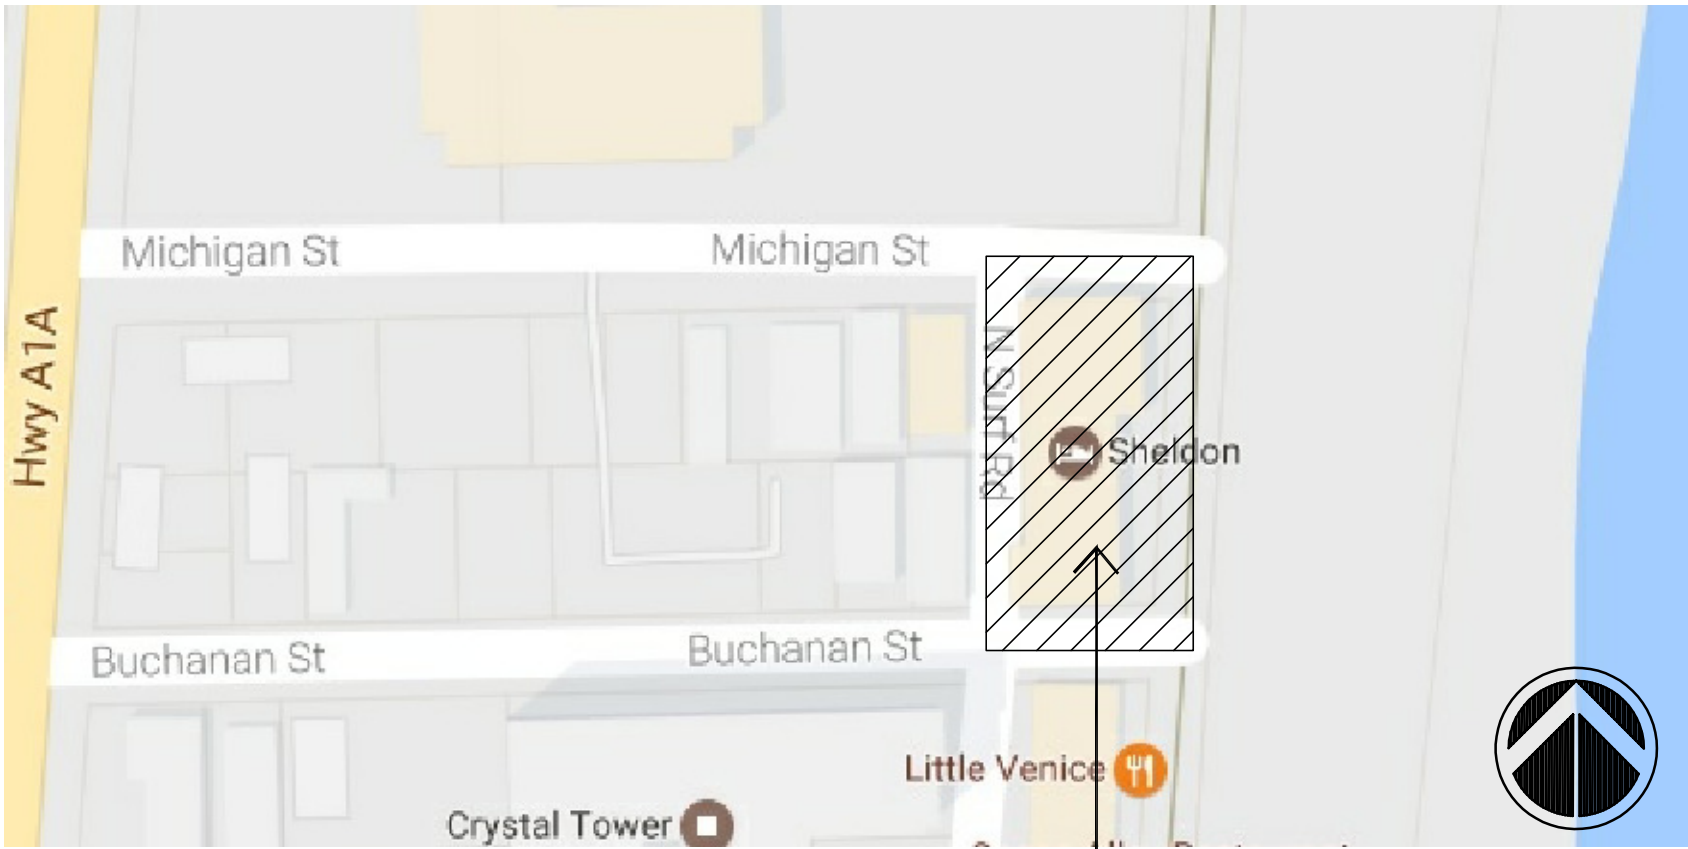 Michigan St
Michigan St
Hwy A1A
N Surf Rd
Sheldon
Buchanan St
Buchanan St
Little Venice
Crystal Tower